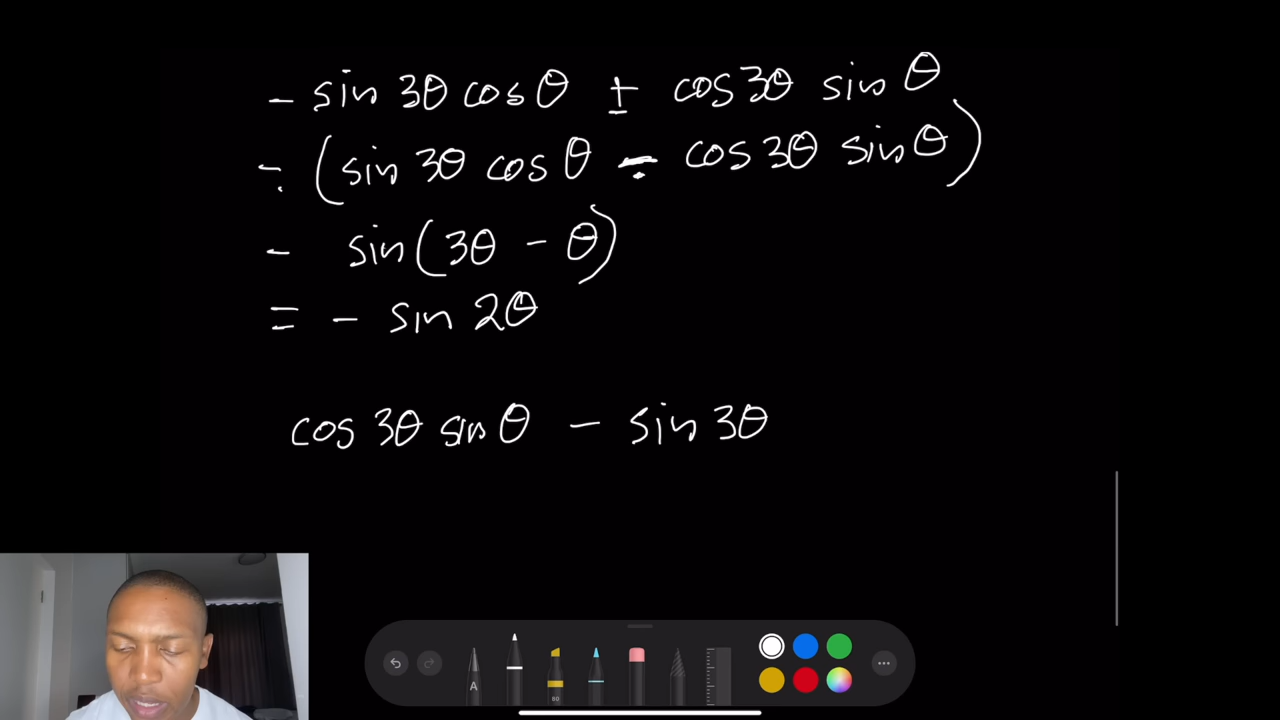 - sin 3θ cos θ ± cos 3θ sin θ
÷ (sin 3θ cos θ ÷ cos 3θ sin θ)
- sin(3θ - θ)
= - sin 2θ
cos 3θ sin θ - sin 3θ
A
80